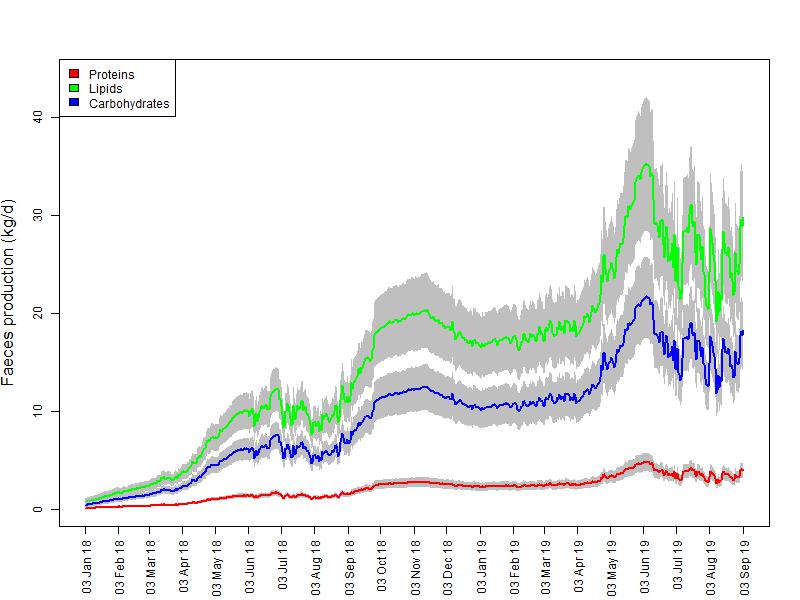 Proteins
Lipids
Carbohydrates
Faeces production (kg/d)
40
30
20
10
0
03 Jan 18
03 Feb 18
03 Mar 18
03 Apr 18
03 May 18
03 Jun 18
03 Jul 18
03 Aug 18
03 Sep 18
03 Oct 18
03 Nov 18
03 Dec 18
03 Jan 19
03 Feb 19
03 Mar 19
03 Apr 19
03 May 19
03 Jun 19
03 Jul 19
03 Aug 19
03 Sep 19